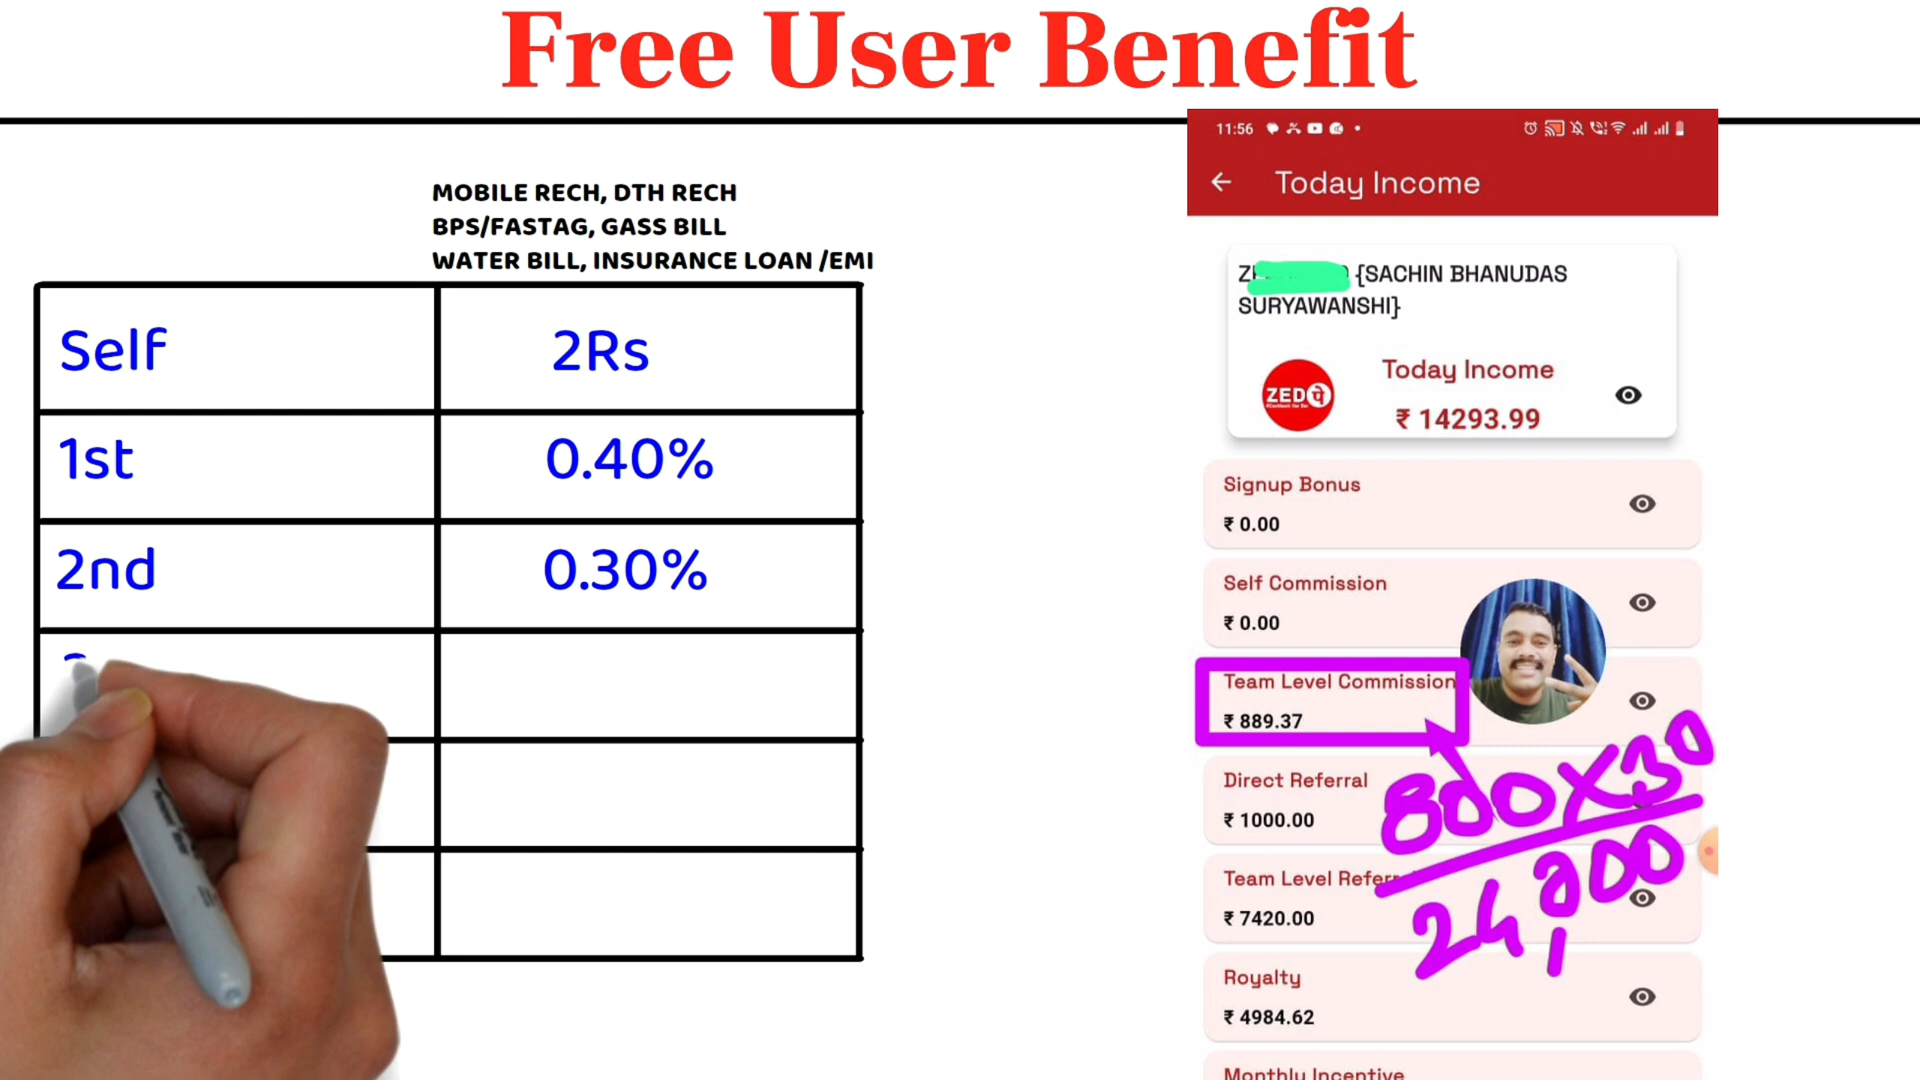 Free User Benefit
MOBILE RECH, DTH RECH
BPS/FASTAG, GASS BILL
WATER BILL, INSURANCE LOAN /EMI
Self 2Rs
1st 0.40%
2nd 0.30%
11:56
Today Income
{SACHIN BHANUDAS
SURYAWANSHI}
ZEDपे
Today Income
₹ 14293.99
Signup Bonus
₹ 0.00
Self Commission
₹ 0.00
Team Level Commission
₹ 889.37
Direct Referral
₹ 1000.00
800x30
24,000
Team Level
₹ 7420.00
Royalty
₹ 4984.62
Monthly Incentive